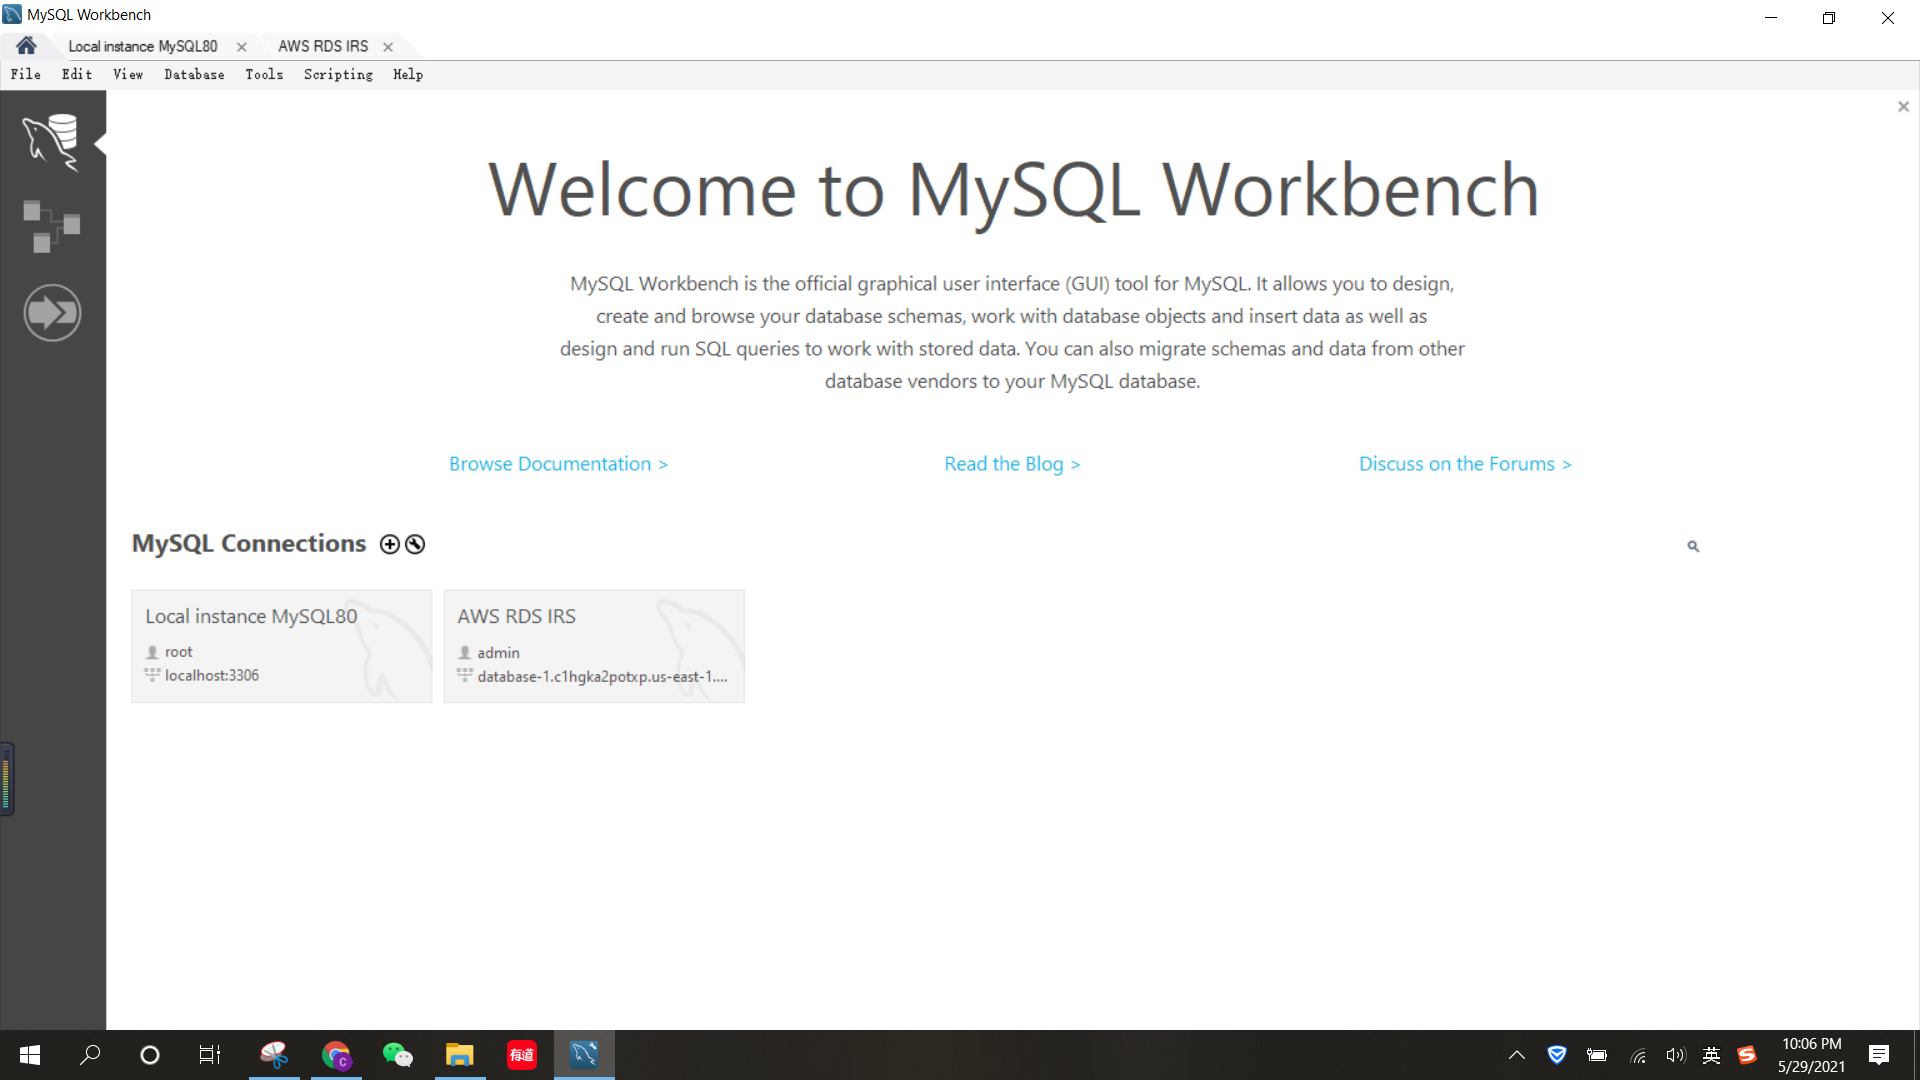 MySQL Workbench
Local instance MySQL80
AWS RDS IRS
File Edit View Database Tools Scripting Help
Welcome to MySQL Workbench
MySQL Workbench is the official graphical user interface (GUI) tool for MySQL. It allows you to design,
create and browse your database schemas, work with database objects and insert data as well as
design and run SQL queries to work with stored data. You can also migrate schemas and data from other
database vendors to your MySQL database.
Browse Documentation >
Read the Blog >
Discuss on the Forums >
MySQL Connections
Local instance MySQL80
root
localhost:3306
AWS RDS IRS
admin
database-1.c1hgka2potxp.us-east-1....
C
有道
英
S
10:06 PM
5/29/2021